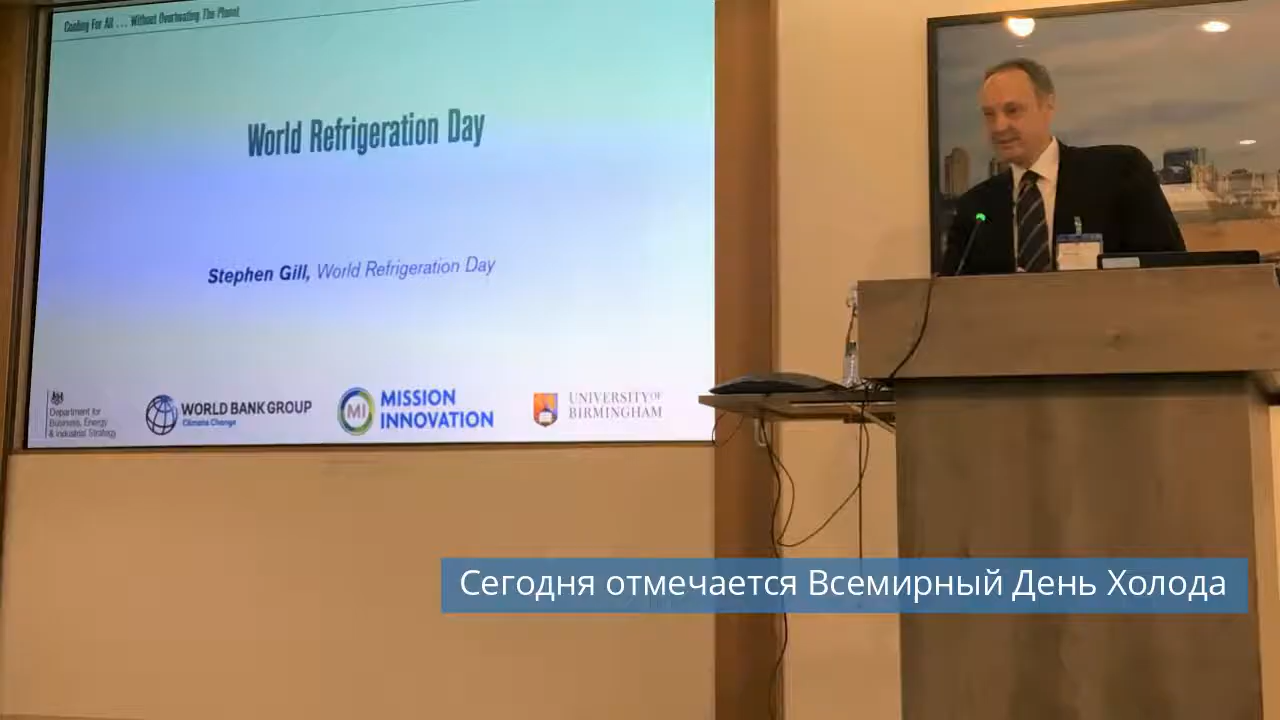 Cooling For All . . . Without Overheating The Planet
World Refrigeration Day
Stephen Gill, World Refrigeration Day
Department for
Business, Energy
& Industrial Strategy
WORLD BANK GROUP
Climate Change
MI
MISSION
INNOVATION
UNIVERSITY OF
BIRMINGHAM
Сегодня отмечается Всемирный День Холода